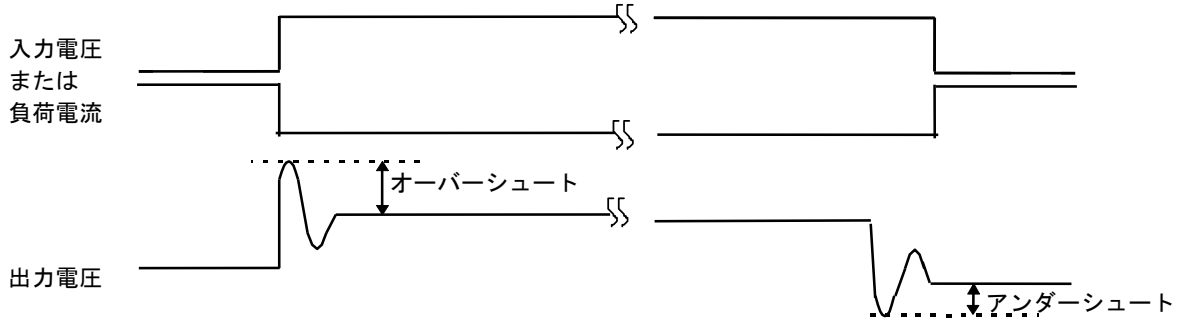 入力電圧
または
負荷電流
オーバーシュート
出力電圧
アンダーシュート